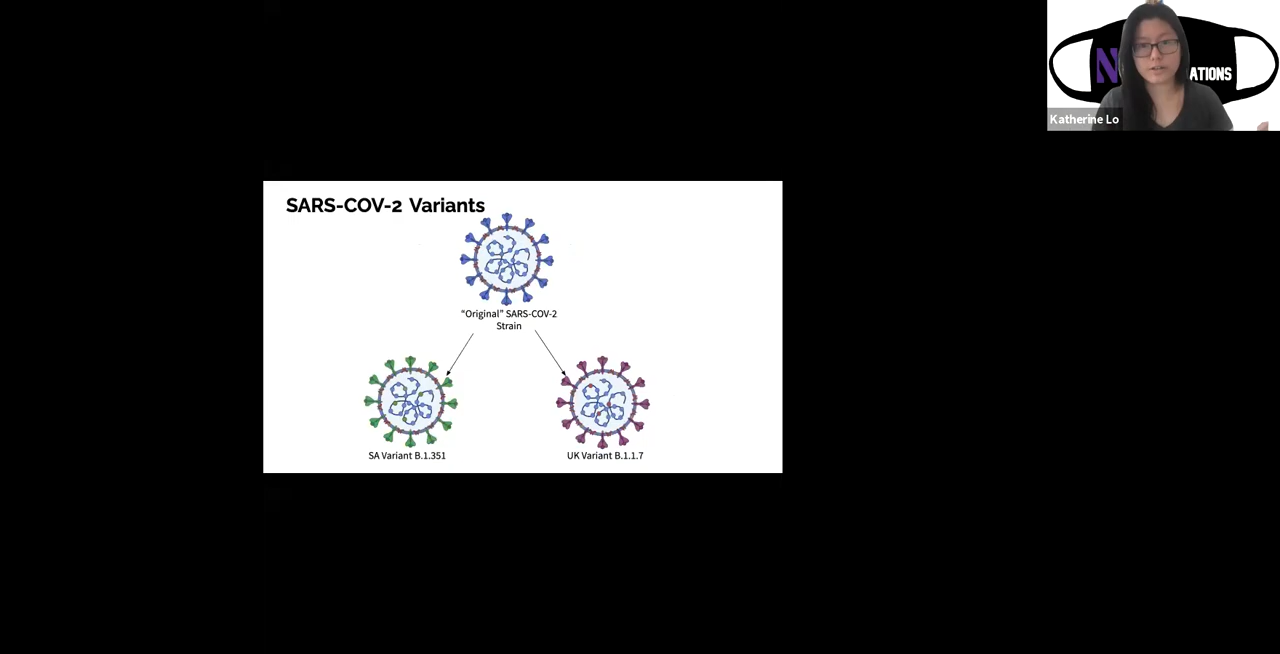 N ATIONS
Katherine Lo
SARS-COV-2 Variants
“Original” SARS-COV-2
Strain
SA Variant B.1.351
UK Variant B.1.1.7